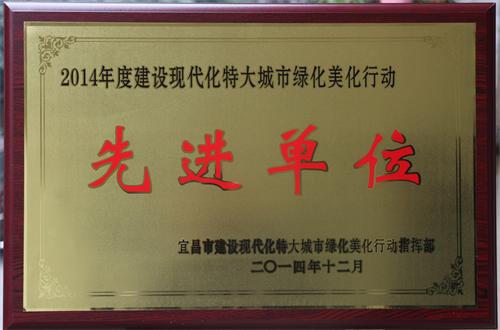 2014年度建设现代化特大城市绿化美化行动
先进单位
宜昌市建设现代化特大城市绿化美化行动指挥部
二〇一四年十二月